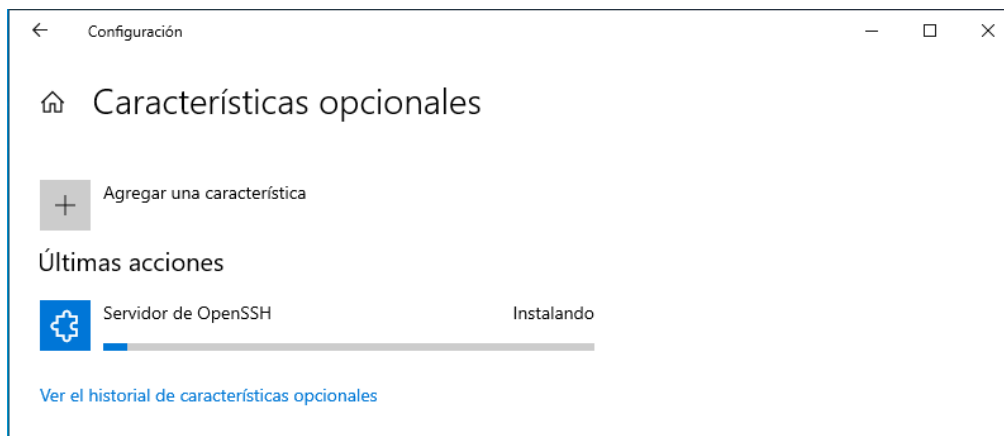 Configuración
Características opcionales
Agregar una característica
Últimas acciones
Servidor de OpenSSH Instalando
Ver el historial de características opcionales